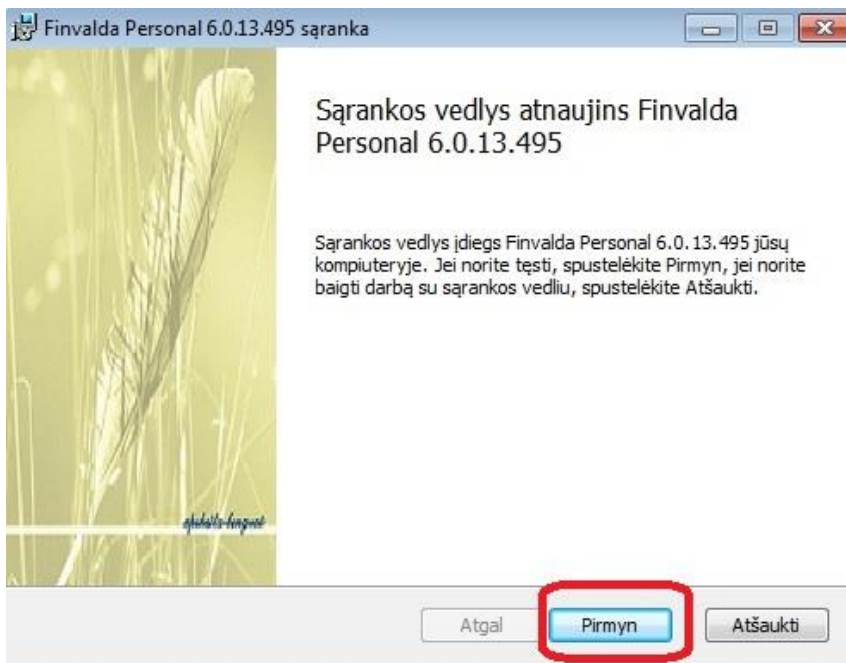 Finvalda Personal 6.0.13.495 sąranka
Sąrankos vedlys atnaujins Finvalda
Personal 6.0.13.495
Sąrankos vedlys įdiegs Finvalda Personal 6.0.13.495 jūsų
kompiuteryje. Jei norite tęsti, spustelėkite Pirmyn, jei norite
baigti darbą su sąrankos vedliu, spustelėkite Atšaukti.
Atgal
Pirmyn
Atšaukti